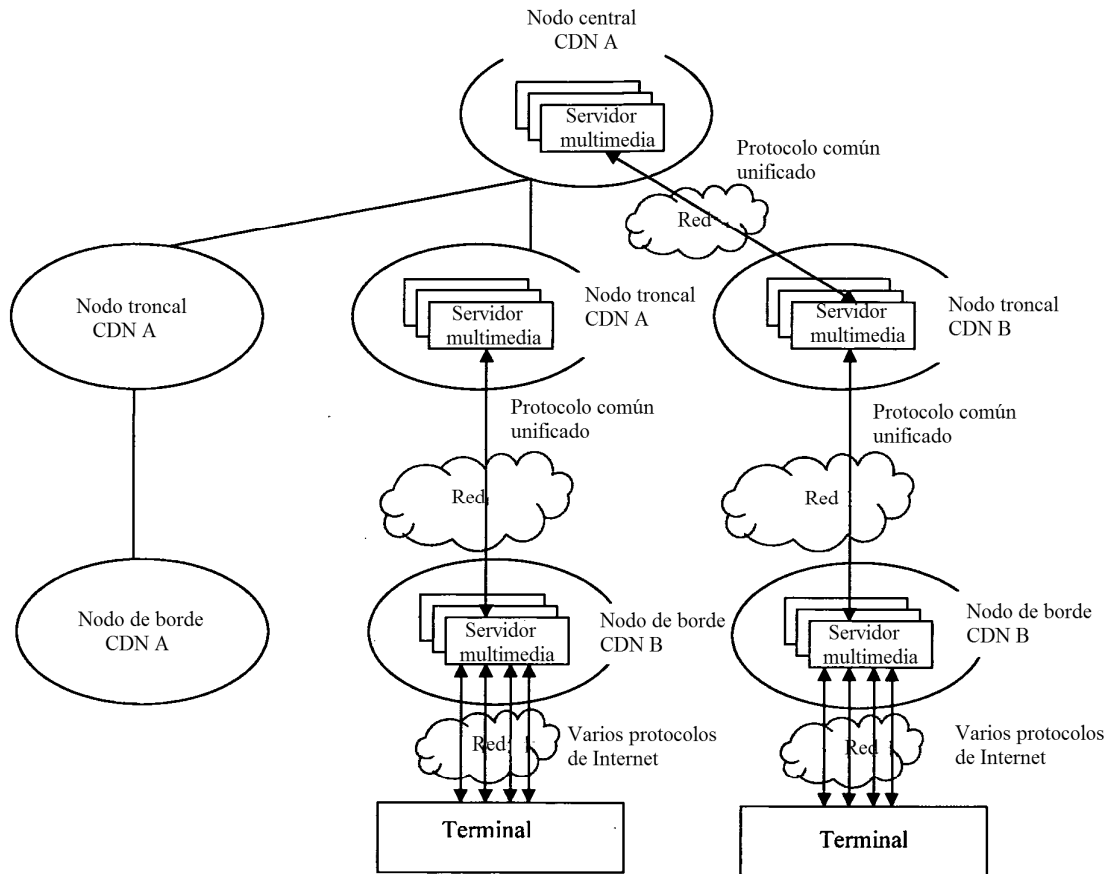 Nodo central
CDN A
Servidor
multimedia
Protocolo común
unificado
Red
Nodo troncal
CDN A
Servidor
multimedia
Nodo troncal
CDN A
Servidor
multimedia
Nodo troncal
CDN B
Protocolo común
unificado
Protocolo común
unificado
Red
Red
Nodo de borde
CDN A
Servidor
multimedia
Nodo de borde
CDN B
Servidor
multimedia
Nodo de borde
CDN B
Red
Varios protocolos
de Internet
Red
Varios protocolos
de Internet
Terminal
Terminal